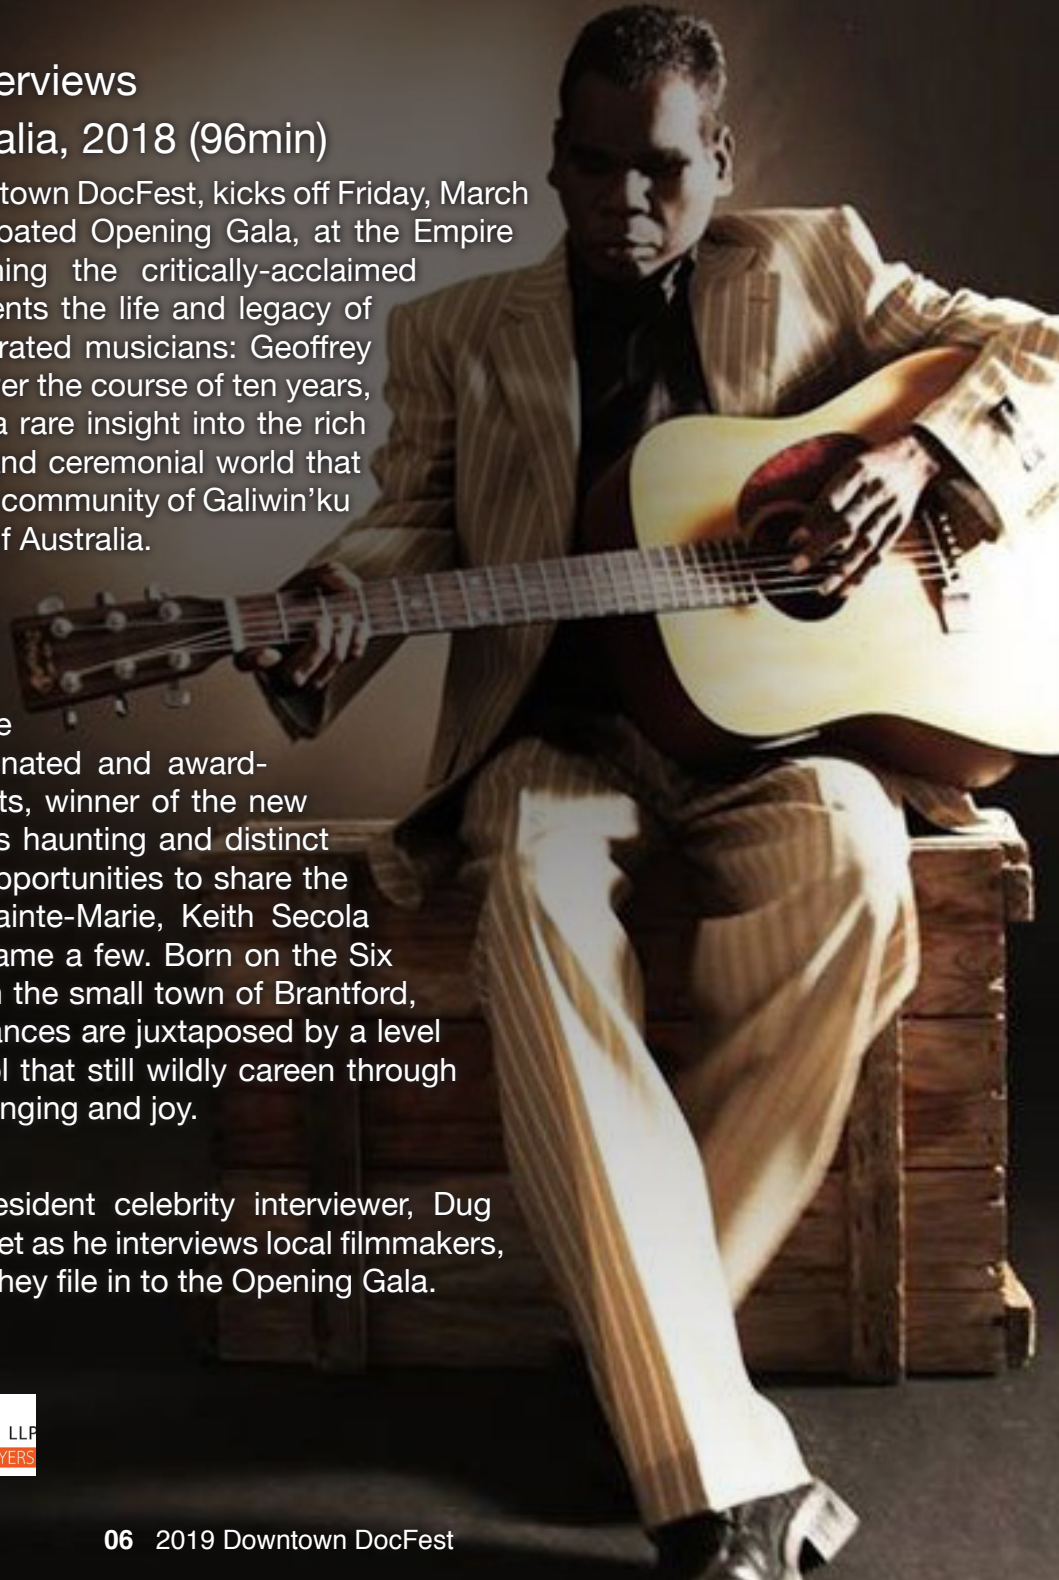 erviews
alia, 2018 (96min)
town DocFest, kicks off Friday, March
pated Opening Gala, at the Empire
ning the critically-acclaimed
ents the life and legacy of
rated musicians: Geoffrey
er the course of ten years,
a rare insight into the rich
nd ceremonial world that
community of Galiwin’ku
f Australia.
e
nated and award-
ts, winner of the new
s haunting and distinct
pportunities to share the
ainte-Marie, Keith Secola
ame a few. Born on the Six
n the small town of Brantford,
ances are juxtaposed by a level
ol that still wildly careen through
nging and joy.
esident celebrity interviewer, Dug
et as he interviews local filmmakers,
hey file in to the Opening Gala.
LLP
YERS
06 2019 Downtown DocFest